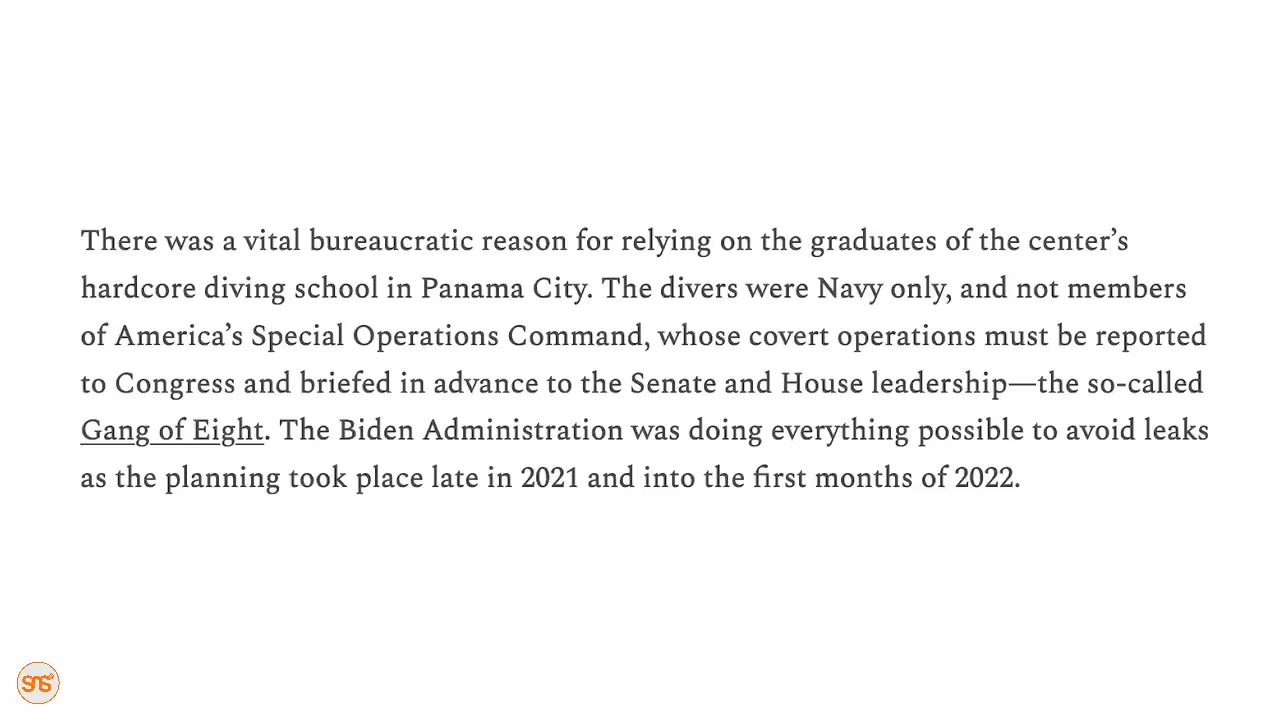 There was a vital bureaucratic reason for relying on the graduates of the center’s
hardcore diving school in Panama City. The divers were Navy only, and not members
of America’s Special Operations Command, whose covert operations must be reported
to Congress and briefed in advance to the Senate and House leadership—the so-called
Gang of Eight. The Biden Administration was doing everything possible to avoid leaks
as the planning took place late in 2021 and into the first months of 2022.